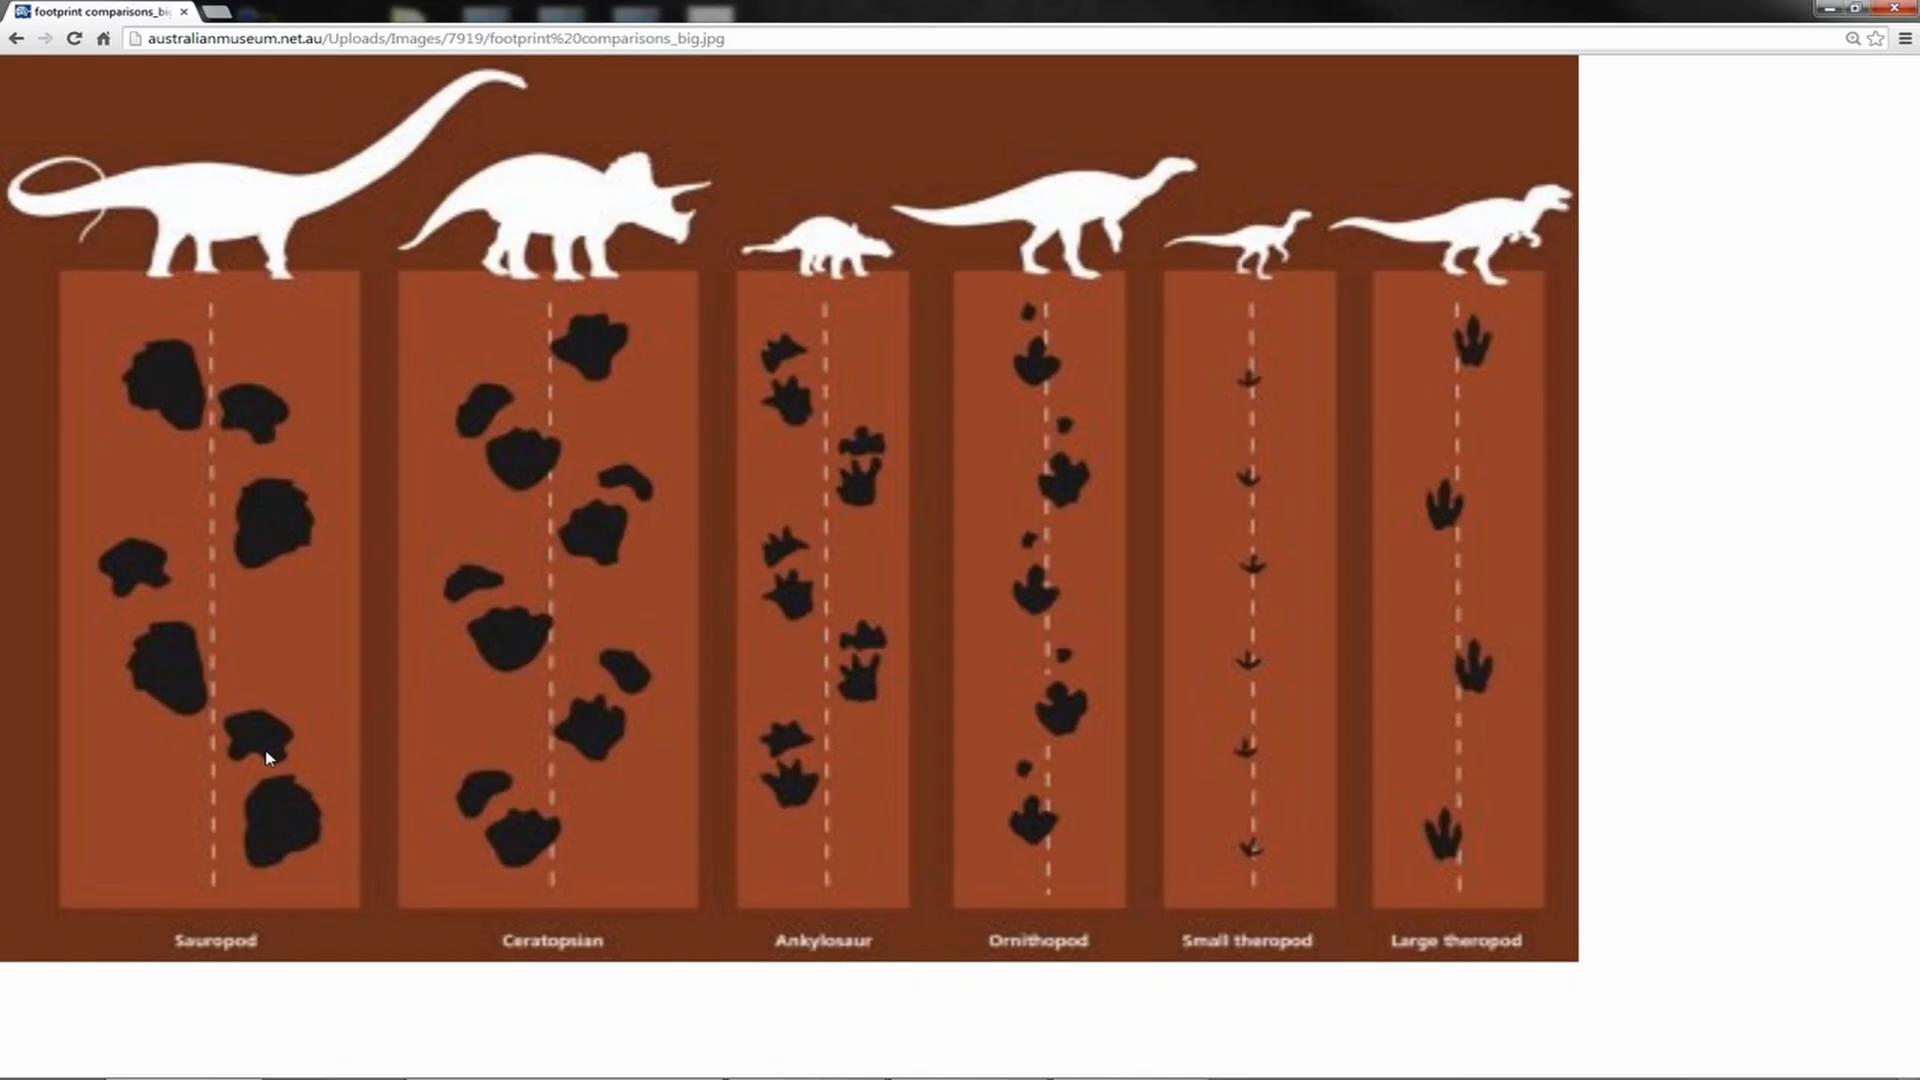 footprint comparisons_bi
australianmuseum.net.au/Uploads/Images/7919/footprint%20comparisons_big.jpg
Sauropod
Ceratopsian
Ankylosaur
Ornithopod
Small theropod
Large theropod